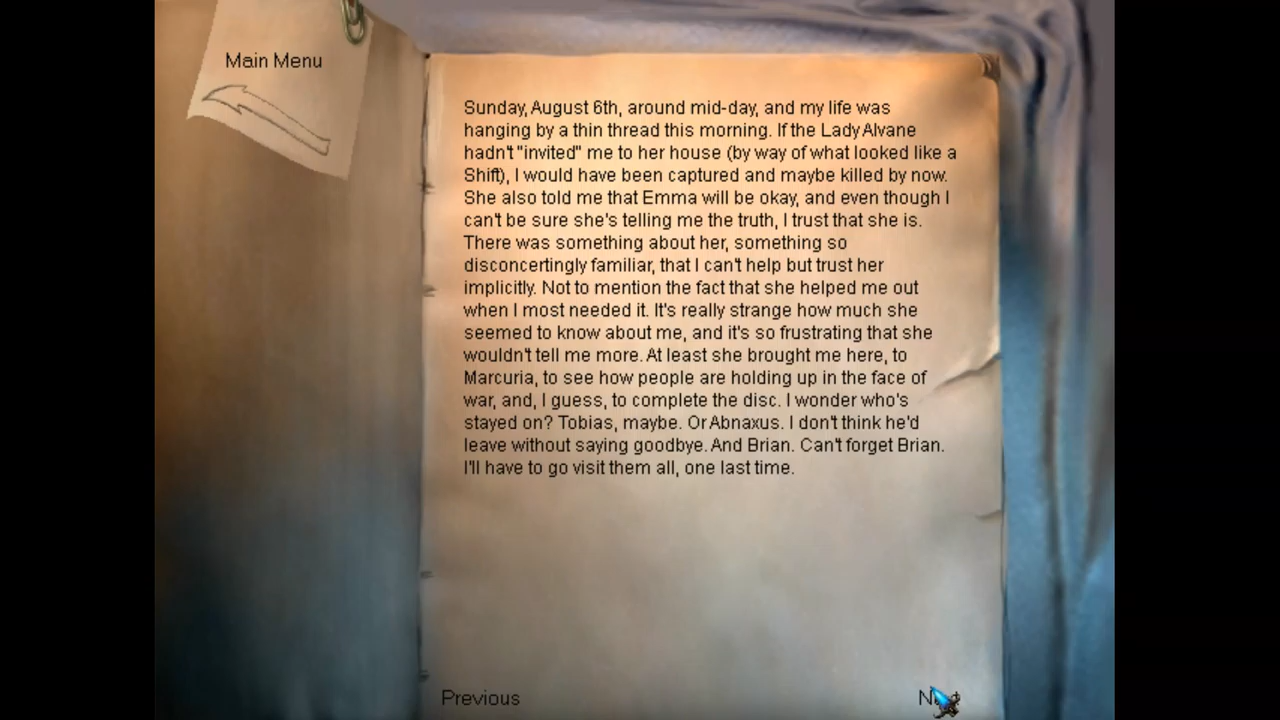 Main Menu
Sunday, August 6th, around mid-day, and my life was
hanging by a thin thread this morning. If the Lady Alvane
hadn't "invited" me to her house (by way of what looked like a
Shift), I would have been captured and maybe killed by now.
She also told me that Emma will be okay, and even though I
can't be sure she's telling me the truth, I trust that she is.
There was something about her, something so
disconcertingly familiar, that I can't help but trust her
implicitly. Not to mention the fact that she helped me out
when I most needed it. It's really strange how much she
seemed to know about me, and it's so frustrating that she
wouldn't tell me more. At least she brought me here, to
Marcuria, to see how people are holding up in the face of
war, and, I guess, to complete the disc. I wonder who's
stayed on? Tobias, maybe. Or Abnaxus. I don't think he'd
leave without saying goodbye. And Brian. Can't forget Brian.
I'll have to go visit them all, one last time.
Previous